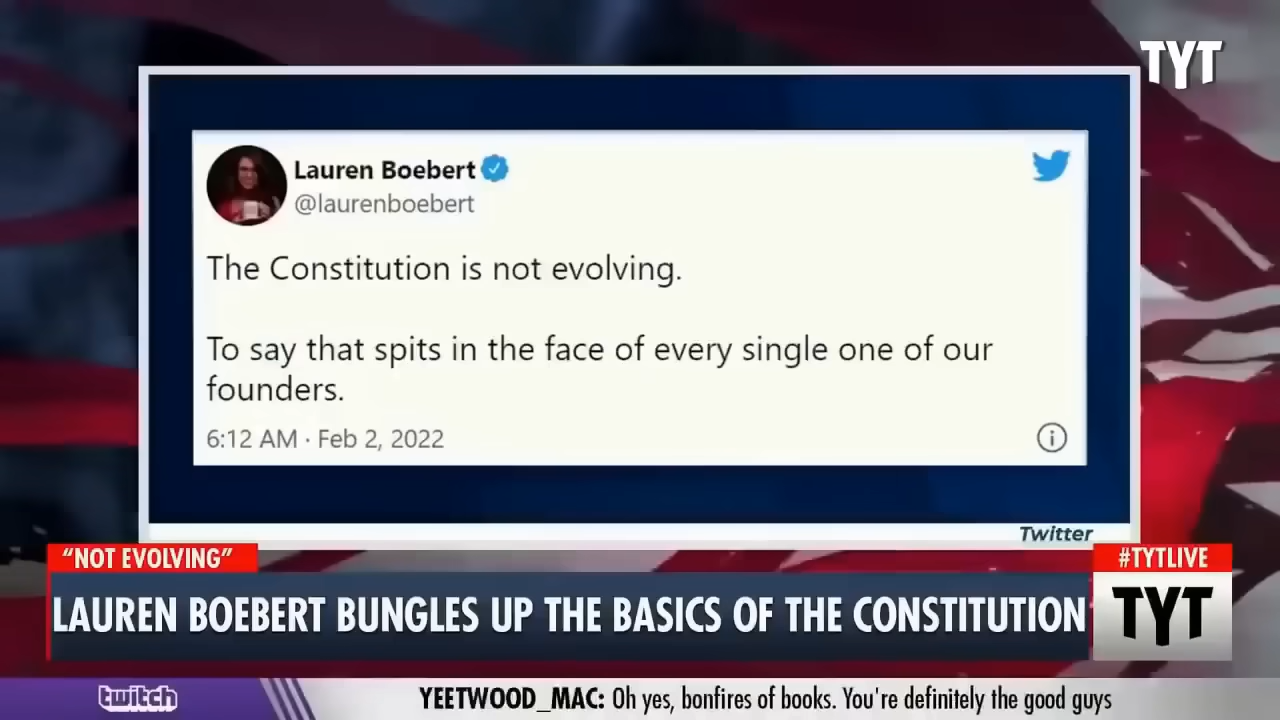 TYT
Lauren Boebert
@laurenboebert
The Constitution is not evolving.
To say that spits in the face of every single one of our
founders.
6:12 AM · Feb 2, 2022
Twitter
“NOT EVOLVING”
#TYTLIVE
LAUREN BOEBERT BUNGLES UP THE BASICS OF THE CONSTITUTION
TYT
twitch
YEETWOOD_MAC: Oh yes, bonfires of books. You're definitely the good guys